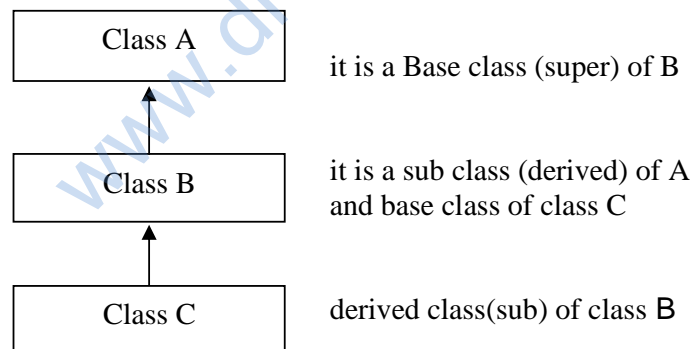 Class A
it is a Base class (super) of B
Class B
it is a sub class (derived) of A
and base class of class C
Class C
derived class(sub) of class B